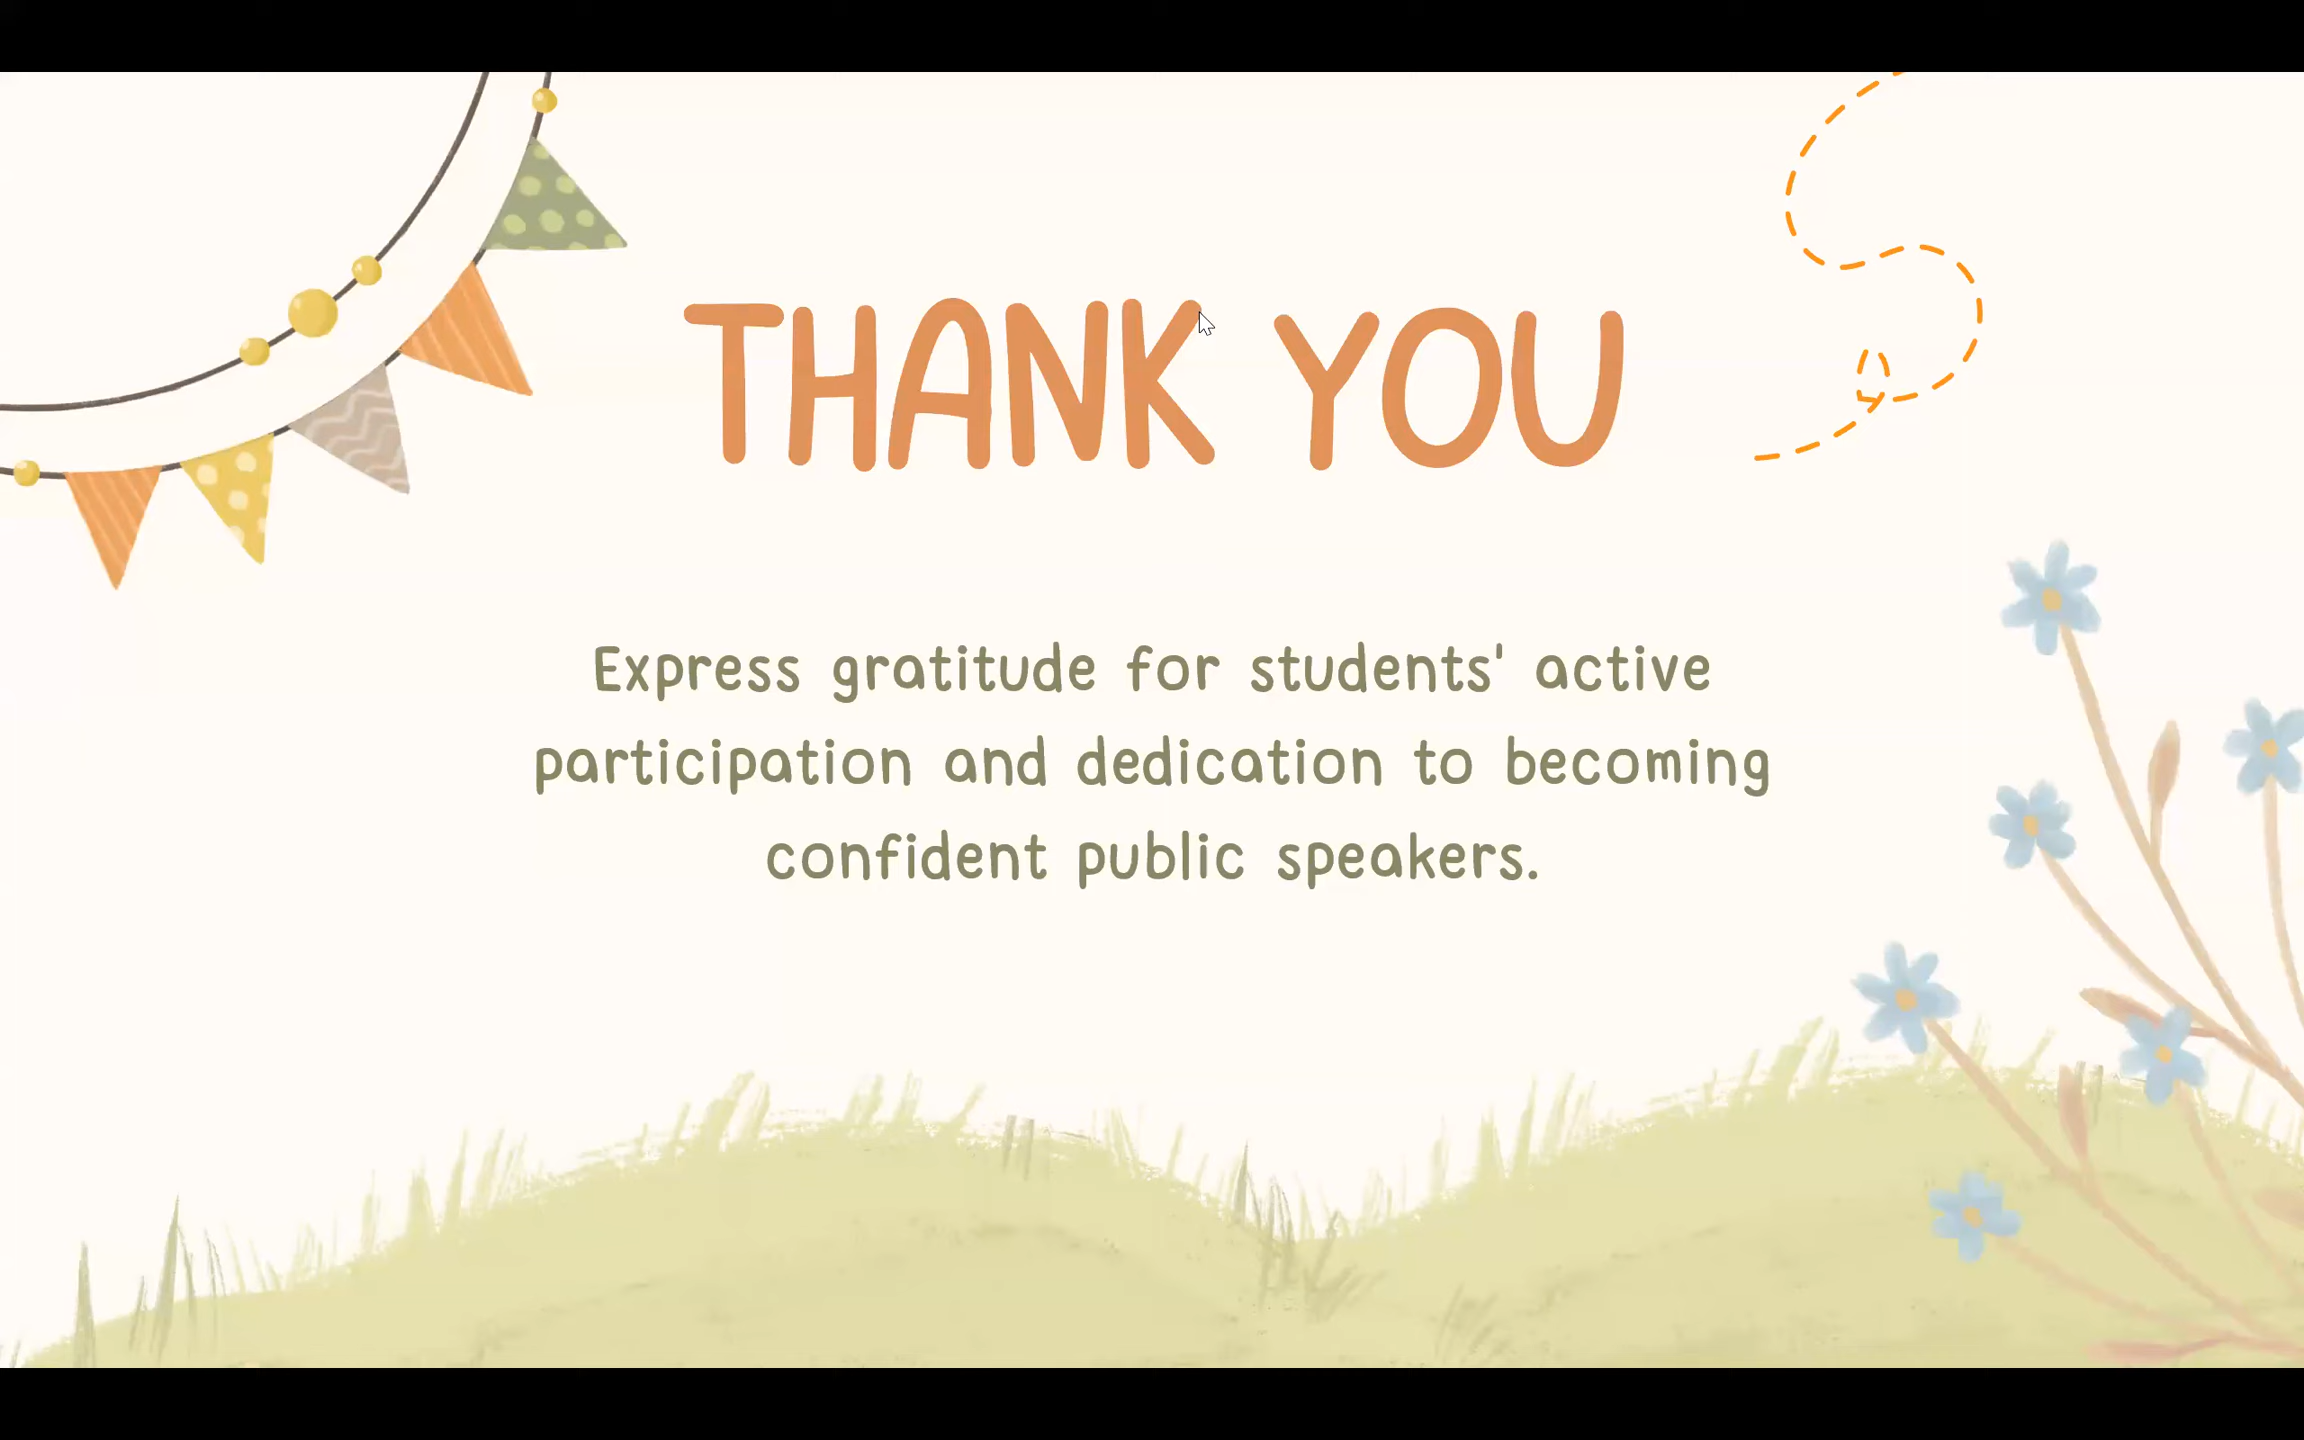 THANK YOU
Express gratitude for students' active
participation and dedication to becoming
confident public speakers.